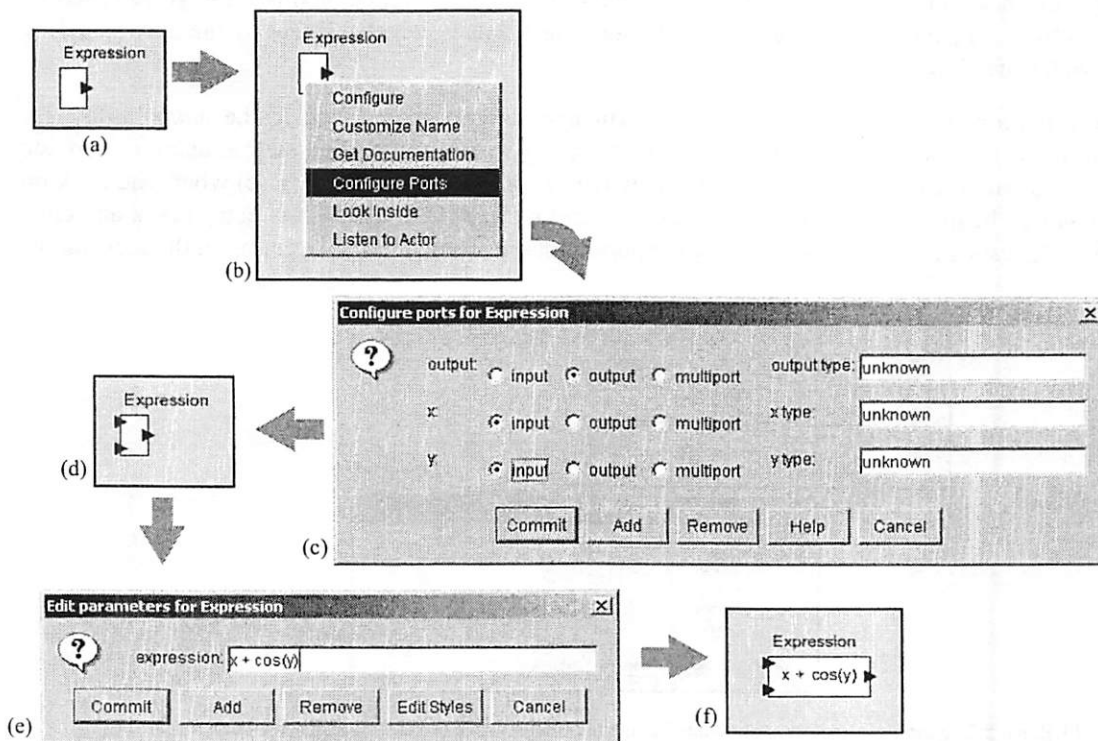 Expression
(a)
Expression
Configure
Customize Name
Get Documentation
Configure Ports
Look Inside
Listen to Actor
(b)
Configure ports for Expression
output: input output multiport output type: unknown
x: input output multiport x type: unknown
y: input output multiport y type: unknown
Commit Add Remove Help Cancel
(c)
Expression
(d)
Edit parameters for Expression
expression: x + cos(y)
Commit Add Remove Edit Styles Cancel
(e)
Expression
x + cos(y)
(f)